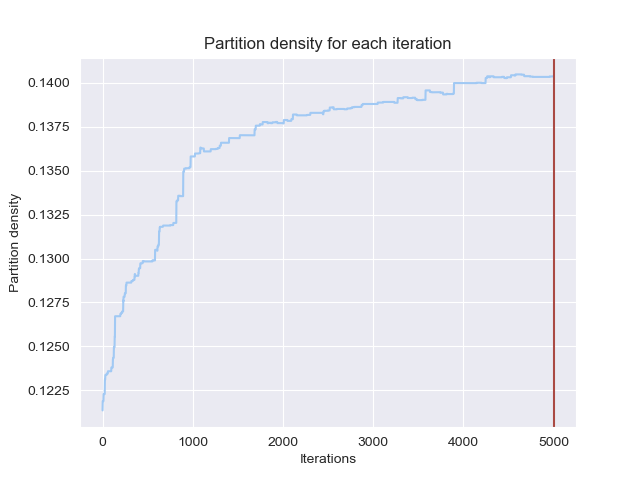 Partition density for each iteration
0.1400
0.1375
0.1350
0.1325
0.1300
0.1275
0.1250
0.1225
Partition density
0 1000 2000 3000 4000 5000
Iterations